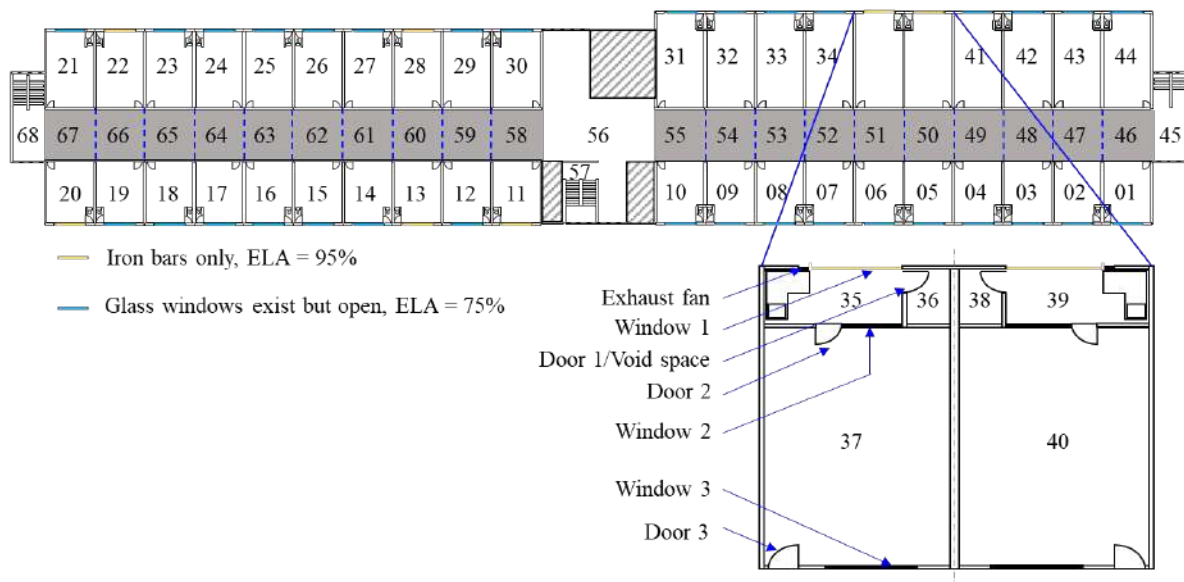 21 22 23 24 25 26 27 28 29 30
31 32 33 34 41 42 43 44
68 67 66 65 64 63 62 61 60 59 58 56 55 54 53 52 51 50 49 48 47 46 45
57
20 19 18 17 16 15 14 13 12 11
10 09 08 07 06 05 04 03 02 01
Iron bars only, ELA = 95%
Glass windows exist but open, ELA = 75%
Exhaust fan
Window 1
Door 1/Void space
Door 2
Window 2
Window 3
Door 3
35 36 38 39
37 40